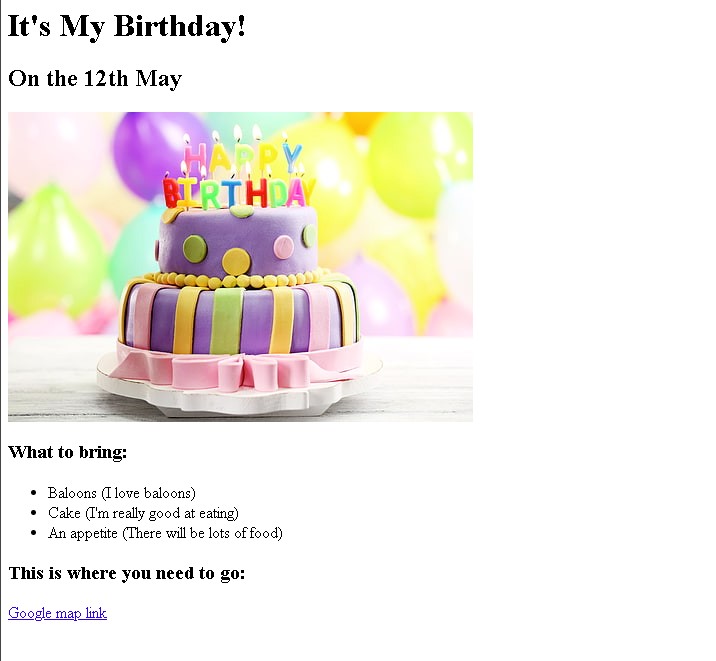 It's My Birthday!
On the 12th May
HAPPY
BIRTHDAY
What to bring:
Baloons (I love baloons)
Cake (I'm really good at eating)
An appetite (There will be lots of food)
This is where you need to go:
Google map link